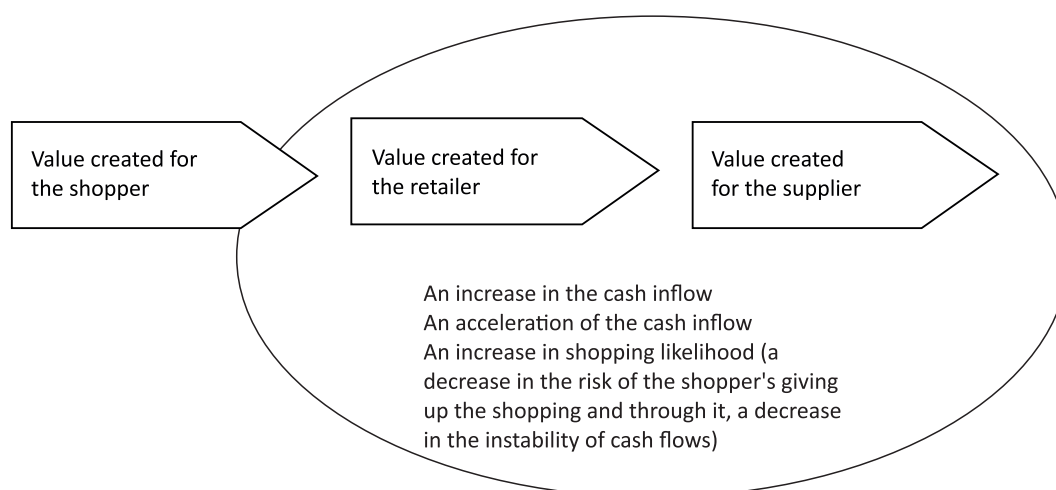 Value created for
the shopper
Value created for
the retailer
Value created
for the supplier
An increase in the cash inflow
An acceleration of the cash inflow
An increase in shopping likelihood (a
decrease in the risk of the shopper's giving
up the shopping and through it, a decrease
in the instability of cash flows)